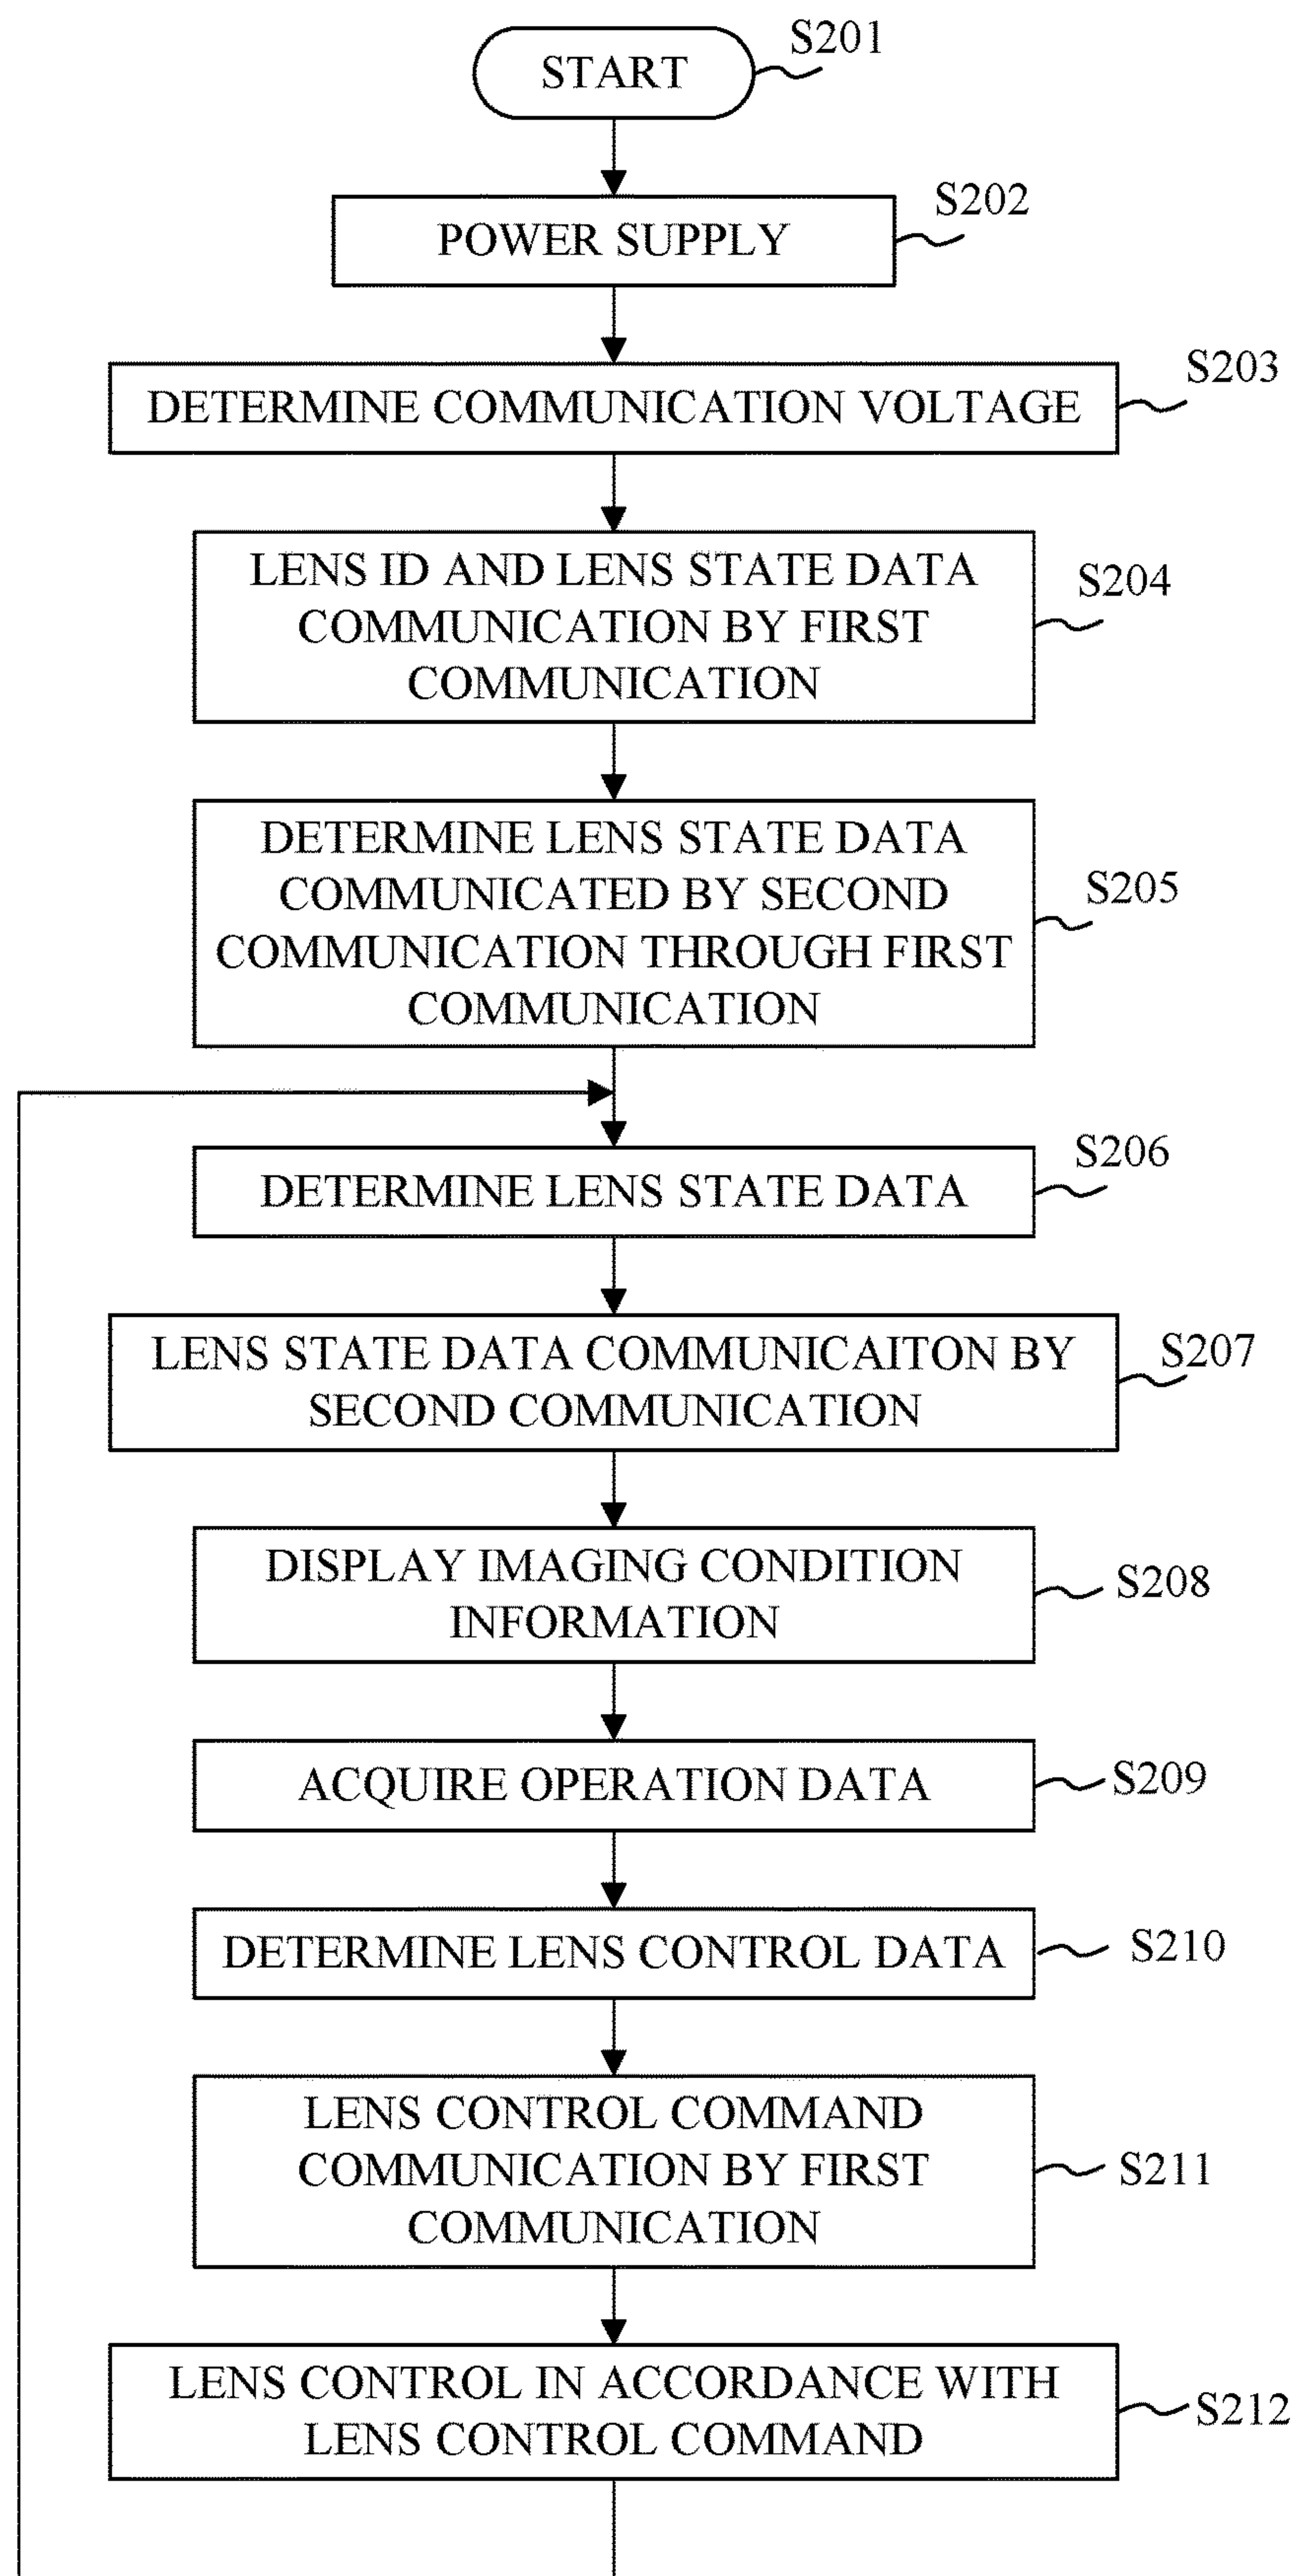 START
S201
POWER SUPPLY
S202
DETERMINE COMMUNICATION VOLTAGE
S203
LENS ID AND LENS STATE DATA
COMMUNICATION BY FIRST
COMMUNICATION
S204
DETERMINE LENS STATE DATA
COMMUNICATED BY SECOND
COMMUNICATION THROUGH FIRST
COMMUNICATION
S205
DETERMINE LENS STATE DATA
S206
LENS STATE DATA COMMUNICAITON BY
SECOND COMMUNICATION
S207
DISPLAY IMAGING CONDITION
INFORMATION
S208
ACQUIRE OPERATION DATA
S209
DETERMINE LENS CONTROL DATA
S210
LENS CONTROL COMMAND
COMMUNICATION BY FIRST
COMMUNICATION
S211
LENS CONTROL IN ACCORDANCE WITH
LENS CONTROL COMMAND
S212